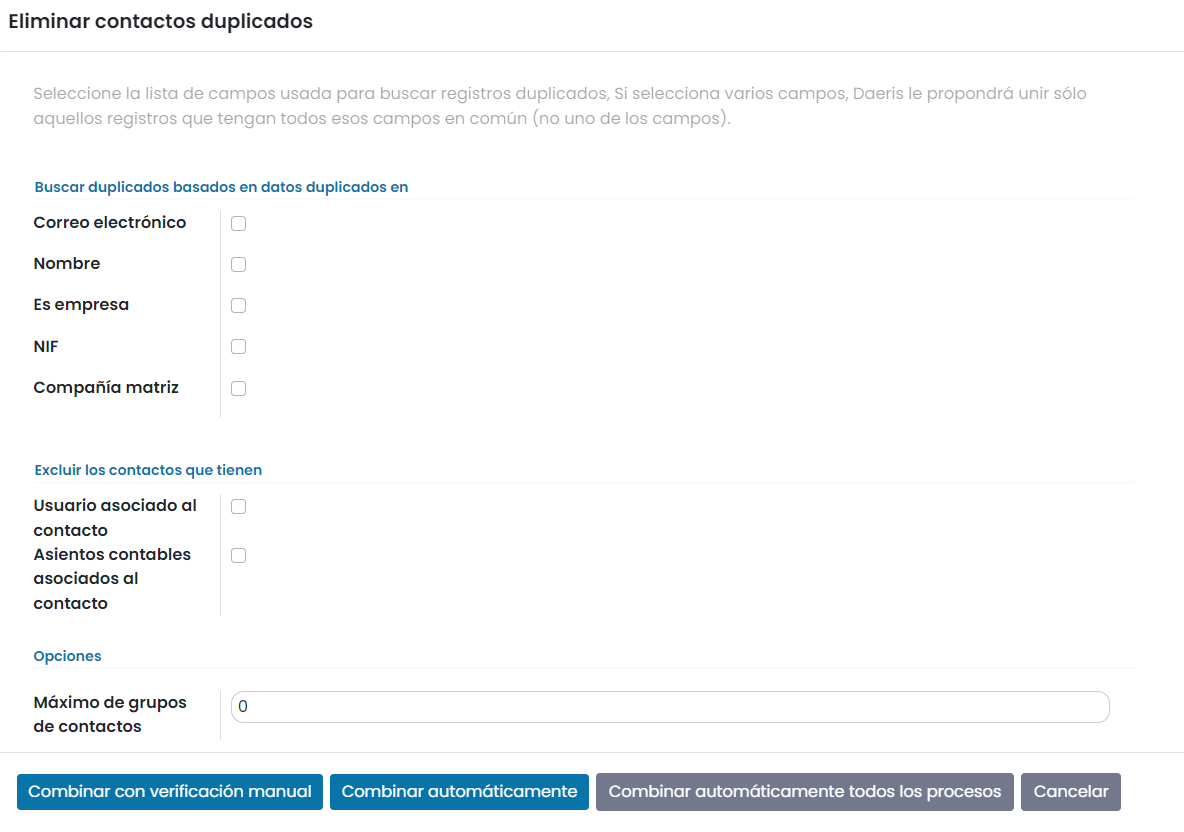 Eliminar contactos duplicados
Seleccione la lista de campos usada para buscar registros duplicados, Si selecciona varios campos, Daeris le propondrá unir sólo
aquellos registros que tengan todos esos campos en común (no uno de los campos).
Buscar duplicados basados en datos duplicados en
Correo electrónico
Nombre
Es empresa
NIF
Compañía matriz
Excluir los contactos que tienen
Usuario asociado al
contacto
Asientos contables
asociados al
contacto
Opciones
Máximo de grupos
de contactos
0
Combinar con verificación manual
Combinar automáticamente
Combinar automáticamente todos los procesos
Cancelar